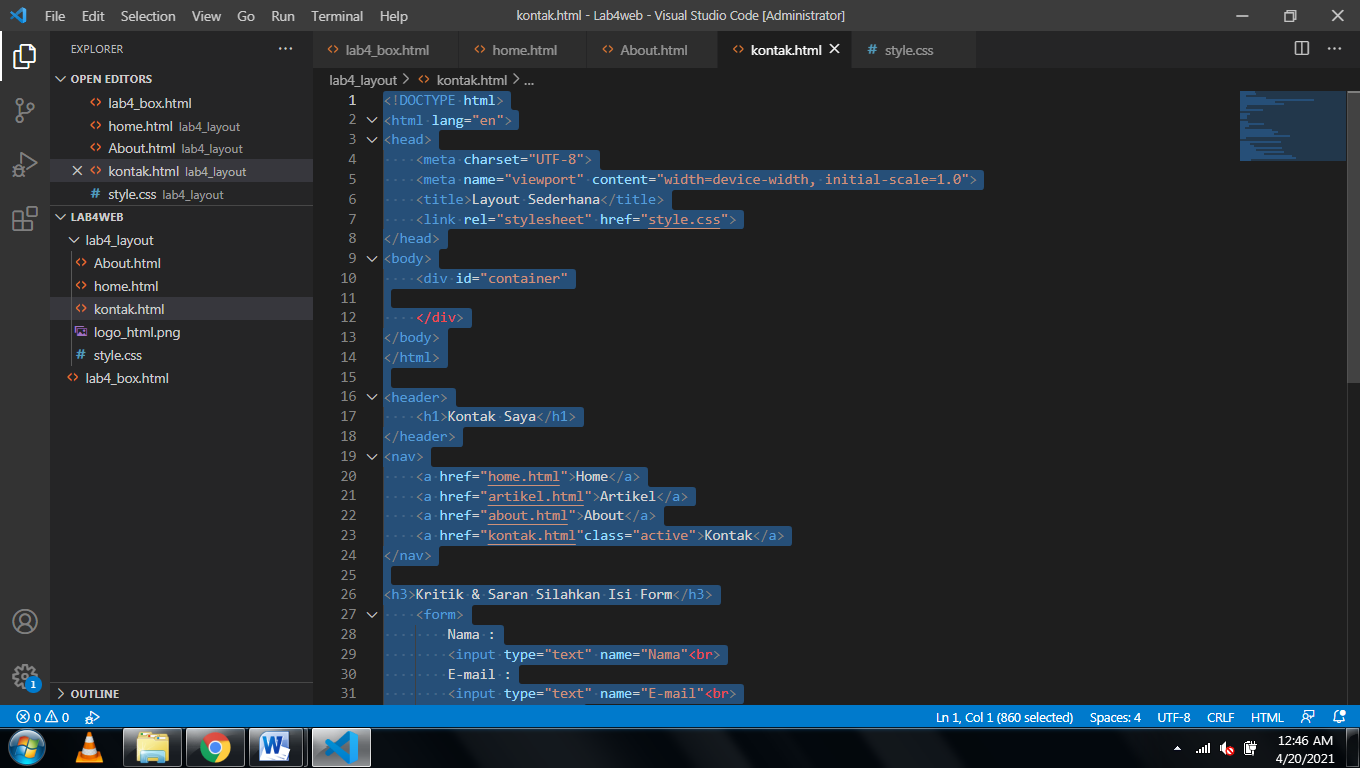 File Edit Selection View Go Run Terminal Help
kontak.html - Lab4web - Visual Studio Code [Administrator]
EXPLORER
OPEN EDITORS
lab4_box.html
home.html lab4_layout
About.html lab4_layout
kontak.html lab4_layout
style.css lab4_layout
LAB4WEB
lab4_layout
About.html
home.html
kontak.html
logo_html.png
style.css
lab4_box.html
OUTLINE
lab4_box.html
home.html
About.html
kontak.html
style.css
lab4_layout > kontak.html > ...
1 <!DOCTYPE html>
2 <html lang="en">
3 <head>
4     <meta charset="UTF-8">
5     <meta name="viewport" content="width=device-width, initial-scale=1.0">
6     <title>Layout Sederhana</title>
7     <link rel="stylesheet" href="style.css">
8 </head>
9 <body>
10     <div id="container"
11
12     </div>
13 </body>
14 </html>
15
16 <header>
17     <h1>Kontak Saya</h1>
18 </header>
19 <nav>
20     <a href="home.html">Home</a>
21     <a href="artikel.html">Artikel</a>
22     <a href="about.html">About</a>
23     <a href="kontak.html"class="active">Kontak</a>
24 </nav>
25
26 <h3>Kritik & Saran Silahkan Isi Form</h3>
27     <form>
28         Nama :
29         <input type="text" name="Nama"<br>
30         E-mail :
31         <input type="text" name="E-mail"<br>
0 0
Ln 1, Col 1 (860 selected) Spaces: 4 UTF-8 CRLF HTML
1
12:46 AM
4/20/2021